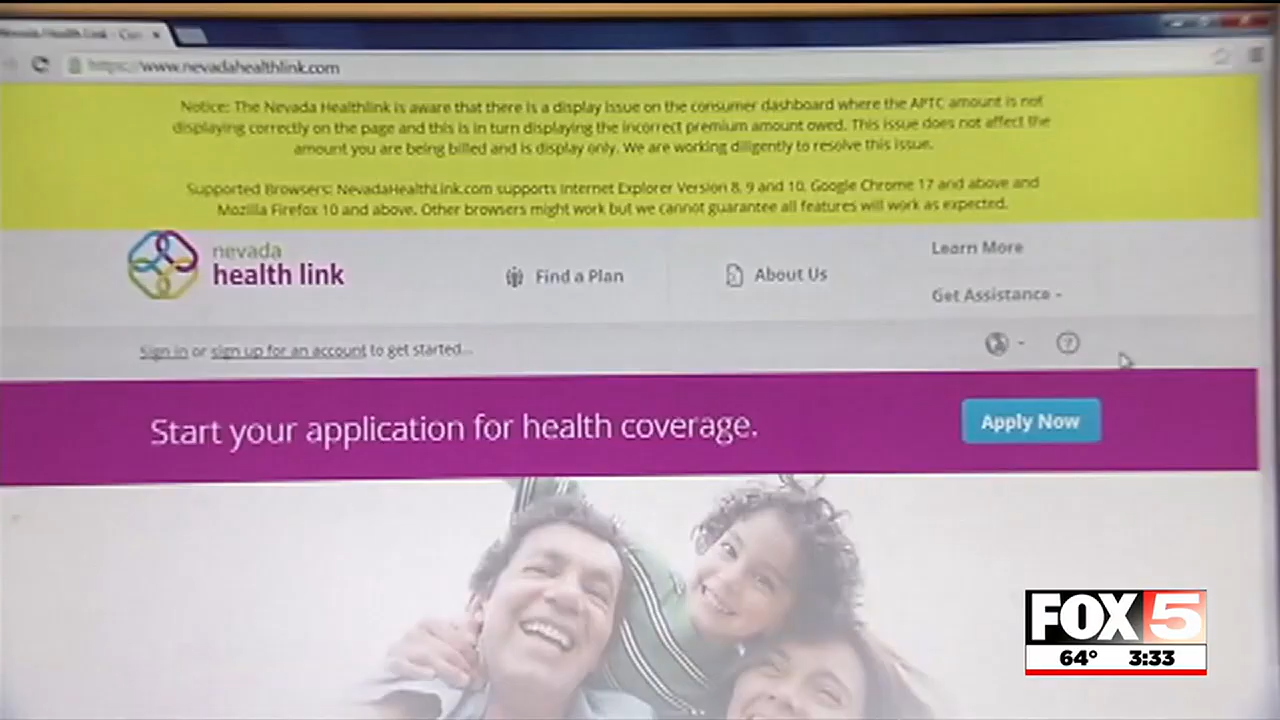 Nevada Health Link - Con
https://www.nevadahealthlink.com
Notice: The Nevada Healthlink is aware that there is a display issue on the consumer dashboard where the APTC amount is not
displaying correctly on the page and this is in turn displaying the incorrect premium amount owed. This issue does not affect the
amount you are being billed and is display only. We are working diligently to resolve this issue.
Supported Browsers: NevadaHealthLink.com supports Internet Explorer Version 8, 9 and 10, Google Chrome 17 and above and
Mozilla Firefox 10 and above. Other browsers might work but we cannot guarantee all features will work as expected.
nevada
health link
Find a Plan
About Us
Learn More
Get Assistance
Sign in or sign up for an account to get started...
Start your application for health coverage.
Apply Now
FOX 5
64° 3:33